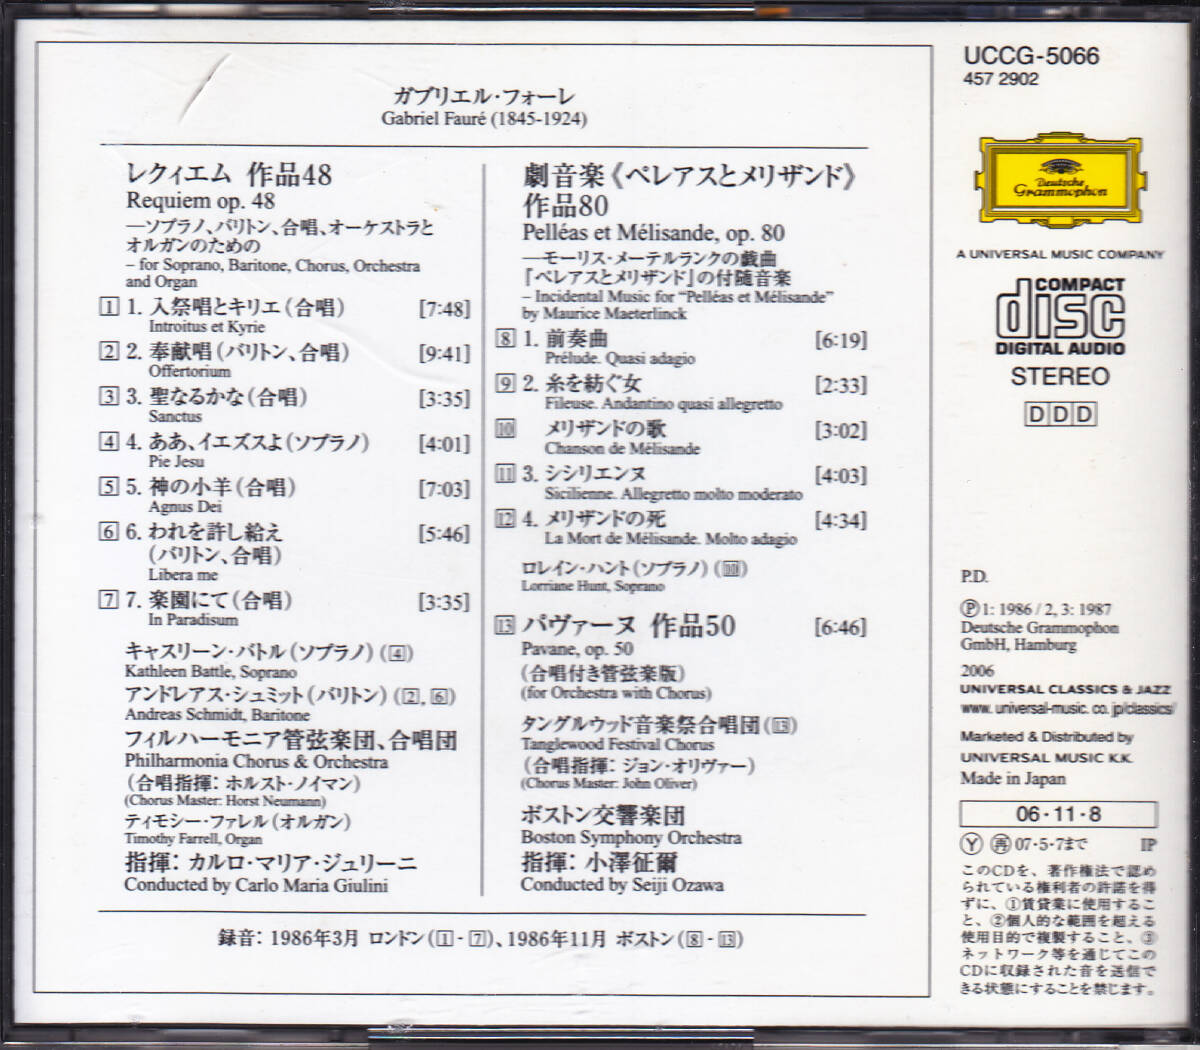 ガブリエル・フォーレ
Gabriel Fauré (1845-1924)
レクィエム 作品48
Requiem op. 48
―ソプラノ、バリトン、合唱、オーケストラと
オルガンのための
– for Soprano, Baritone, Chorus, Orchestra
and Organ
1 1. 入祭唱とキリエ(合唱) [7:48]
Introitus et Kyrie
2 2. 奉献唱(バリトン、合唱) [9:41]
Offertorium
3 3. 聖なるかな(合唱) [3:35]
Sanctus
4 4. ああ、イエズスよ(ソプラノ) [4:01]
Pie Jesu
5 5. 神の小羊(合唱) [7:03]
Agnus Dei
6 6. われを許し給え [5:46]
(バリトン、合唱)
Libera me
7 7. 楽園にて(合唱) [3:35]
In Paradisum
キャスリーン・バトル(ソプラノ)(4)
Kathleen Battle, Soprano
アンドレアス・シュミット(バリトン)(2, 6)
Andreas Schmidt, Baritone
フィルハーモニア管弦楽団、合唱団
Philharmonia Chorus & Orchestra
(合唱指揮: ホルスト・ノイマン)
(Chorus Master: Horst Neumann)
ティモシー・ファレル(オルガン)
Timothy Farrell, Organ
指揮: カルロ・マリア・ジュリーニ
Conducted by Carlo Maria Giulini
劇音楽《ペレアスとメリザンド》
作品80
Pelléas et Mélisande, op. 80
―モーリス・メーテルランクの戯曲
『ペレアスとメリザンド』の付随音楽
– Incidental Music for "Pelléas et Mélisande"
by Maurice Maeterlinck
8 1. 前奏曲 [6:19]
Prélude. Quasi adagio
9 2. 糸を紡ぐ女 [2:33]
Fileuse. Andantino quasi allegretto
10 メリザンドの歌 [3:02]
Chanson de Mélisande
11 3. シシリエンヌ [4:03]
Sicilienne. Allegretto molto moderato
12 4. メリザンドの死 [4:34]
La Mort de Mélisande. Molto adagio
ロレイン・ハント(ソプラノ)(10)
Lorriane Hunt, Soprano
13 パヴァーヌ 作品50 [6:46]
Pavane, op. 50
(合唱付き管弦楽版)
(for Orchestra with Chorus)
タングルウッド音楽祭合唱団(13)
Tanglewood Festival Chorus
(合唱指揮: ジョン・オリヴァー)
(Chorus Master: John Oliver)
ボストン交響楽団
Boston Symphony Orchestra
指揮: 小澤征爾
Conducted by Seiji Ozawa
録音: 1986年3月 ロンドン(1 - 7)、1986年11月 ボストン(8 - 13)
UCCG-5066
457 2902
Deutsche
Grammophon
A UNIVERSAL MUSIC COMPANY
COMPACT
disc
DIGITAL AUDIO
STEREO
DDD
P.D.
Ⓟ1: 1986 / 2, 3: 1987
Deutsche Grammophon
GmbH, Hamburg
2006
UNIVERSAL CLASSICS & JAZZ
www. universal-music. co. jp/classics/
Marketed & Distributed by
UNIVERSAL MUSIC K.K.
Made in Japan
06・11・8
Ⓨ 再 07・5・7まで IP
このCDを、著作権法で認め
られている権利者の許諾を得
ずに、①賃貸業に使用するこ
と、②個人的な範囲を超える
使用目的で複製すること、③
ネットワーク等を通じてこの
CDに収録された音を送信で
きる状態にすることを禁じます。